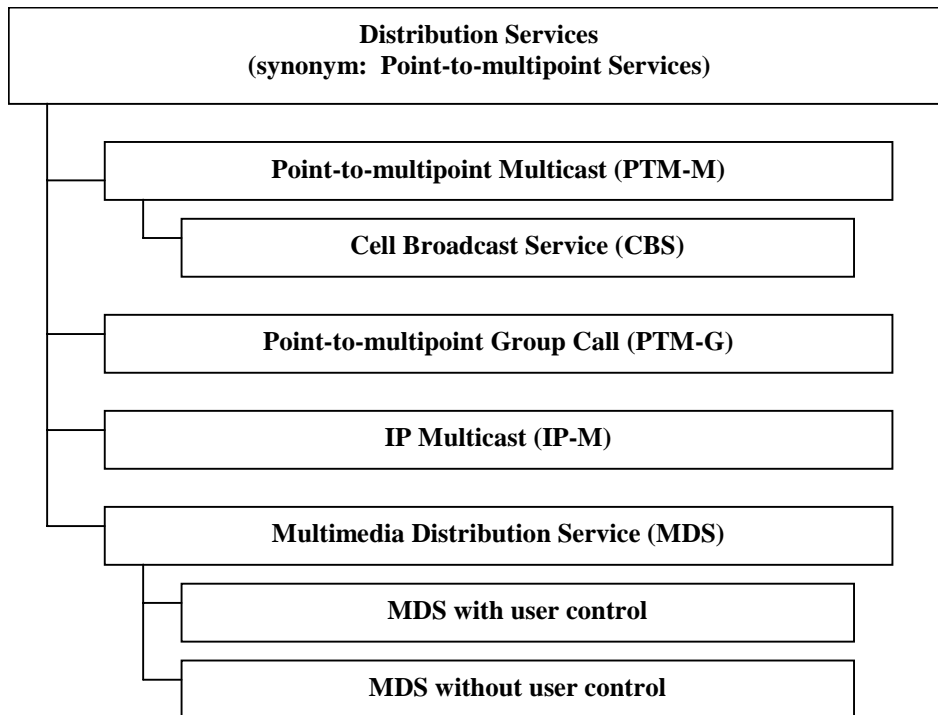 Distribution Services
(synonym: Point-to-multipoint Services)
Point-to-multipoint Multicast (PTM-M)
Cell Broadcast Service (CBS)
Point-to-multipoint Group Call (PTM-G)
IP Multicast (IP-M)
Multimedia Distribution Service (MDS)
MDS with user control
MDS without user control